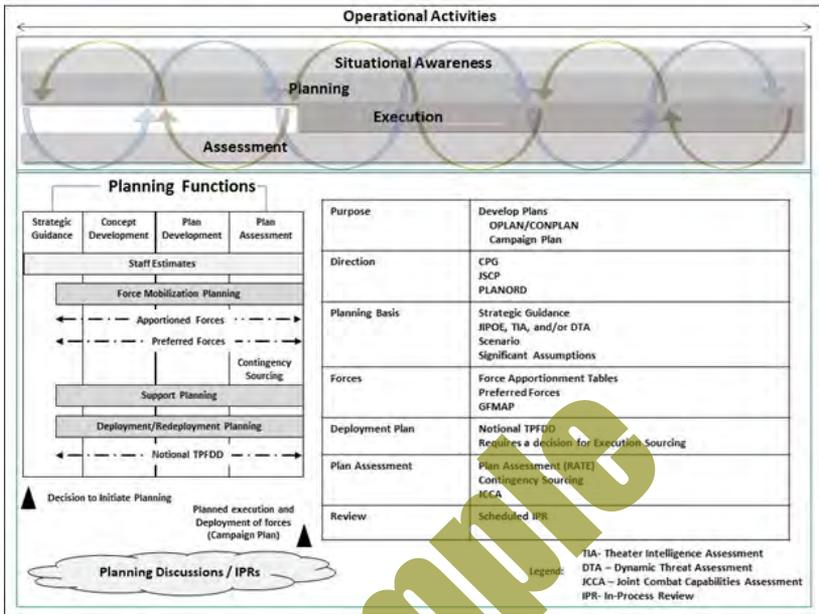 Operational Activities
Situational Awareness
Planning
Execution
Assessment
Planning Functions
Strategic Guidance
Concept Development
Plan Development
Plan Assessment
Staff Estimates
Force Mobilization Planning
Apportioned Forces
Preferred Forces
Contingency
Sourcing
Support Planning
Deployment/Redeployment Planning
Notional TPFDD
Decision to Initiate Planning
Planned execution and
Deployment of forces
(Campaign Plan)
Planning Discussions / IPRs
Purpose
Develop Plans
OPLAN/CONPLAN
Campaign Plan
Direction
CPG
JSCP
PLANORD
Planning Basis
Strategic Guidance
JIPOE, TIA, and/or DTA
Scenario
Significant Assumptions
Forces
Force Apportionment Tables
Preferred Forces
GFMAP
Deployment Plan
Notional TPFDD
Requires a decision for Execution Sourcing
Plan Assessment
Plan Assessment (RATE)
Contingency Sourcing
JCCA
Review
Scheduled IPR
Legend:
TIA- Theater Intelligence Assessment
DTA – Dynamic Threat Assessment
JCCA – Joint Combat Capabilities Assessment
IPR- In-Process Review
mple